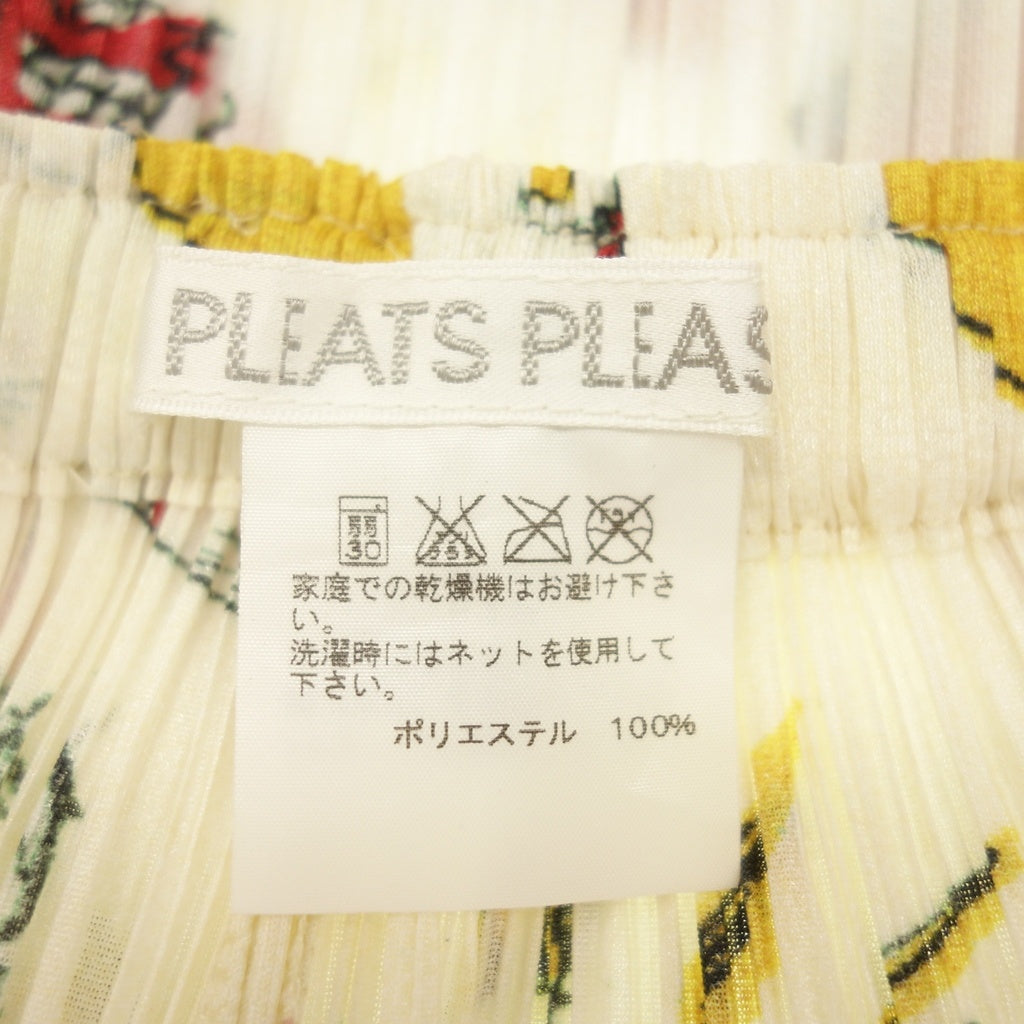 PLEATS PLEAS
弱
30
家庭での乾燥機はお避け下さ
い。
洗濯時にはネットを使用して
下さい。
ポリエステル 100%